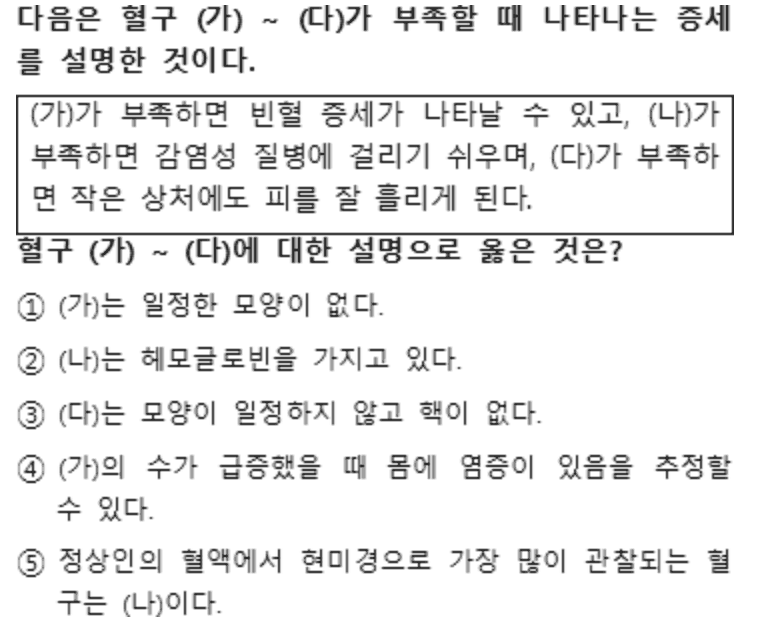 다음은 혈구 (가) ~ (다)가 부족할 때 나타나는 증세
를 설명한 것이다.
(가)가 부족하면 빈혈 증세가 나타날 수 있고, (나)가
부족하면 감염성 질병에 걸리기 쉬우며, (다)가 부족하
면 작은 상처에도 피를 잘 흘리게 된다.
혈구 (가) ~ (다)에 대한 설명으로 옳은 것은?
① (가)는 일정한 모양이 없다.
② (나)는 헤모글로빈을 가지고 있다.
③ (다)는 모양이 일정하지 않고 핵이 없다.
④ (가)의 수가 급증했을 때 몸에 염증이 있음을 추정할
수 있다.
⑤ 정상인의 혈액에서 현미경으로 가장 많이 관찰되는 혈
구는 (나)이다.